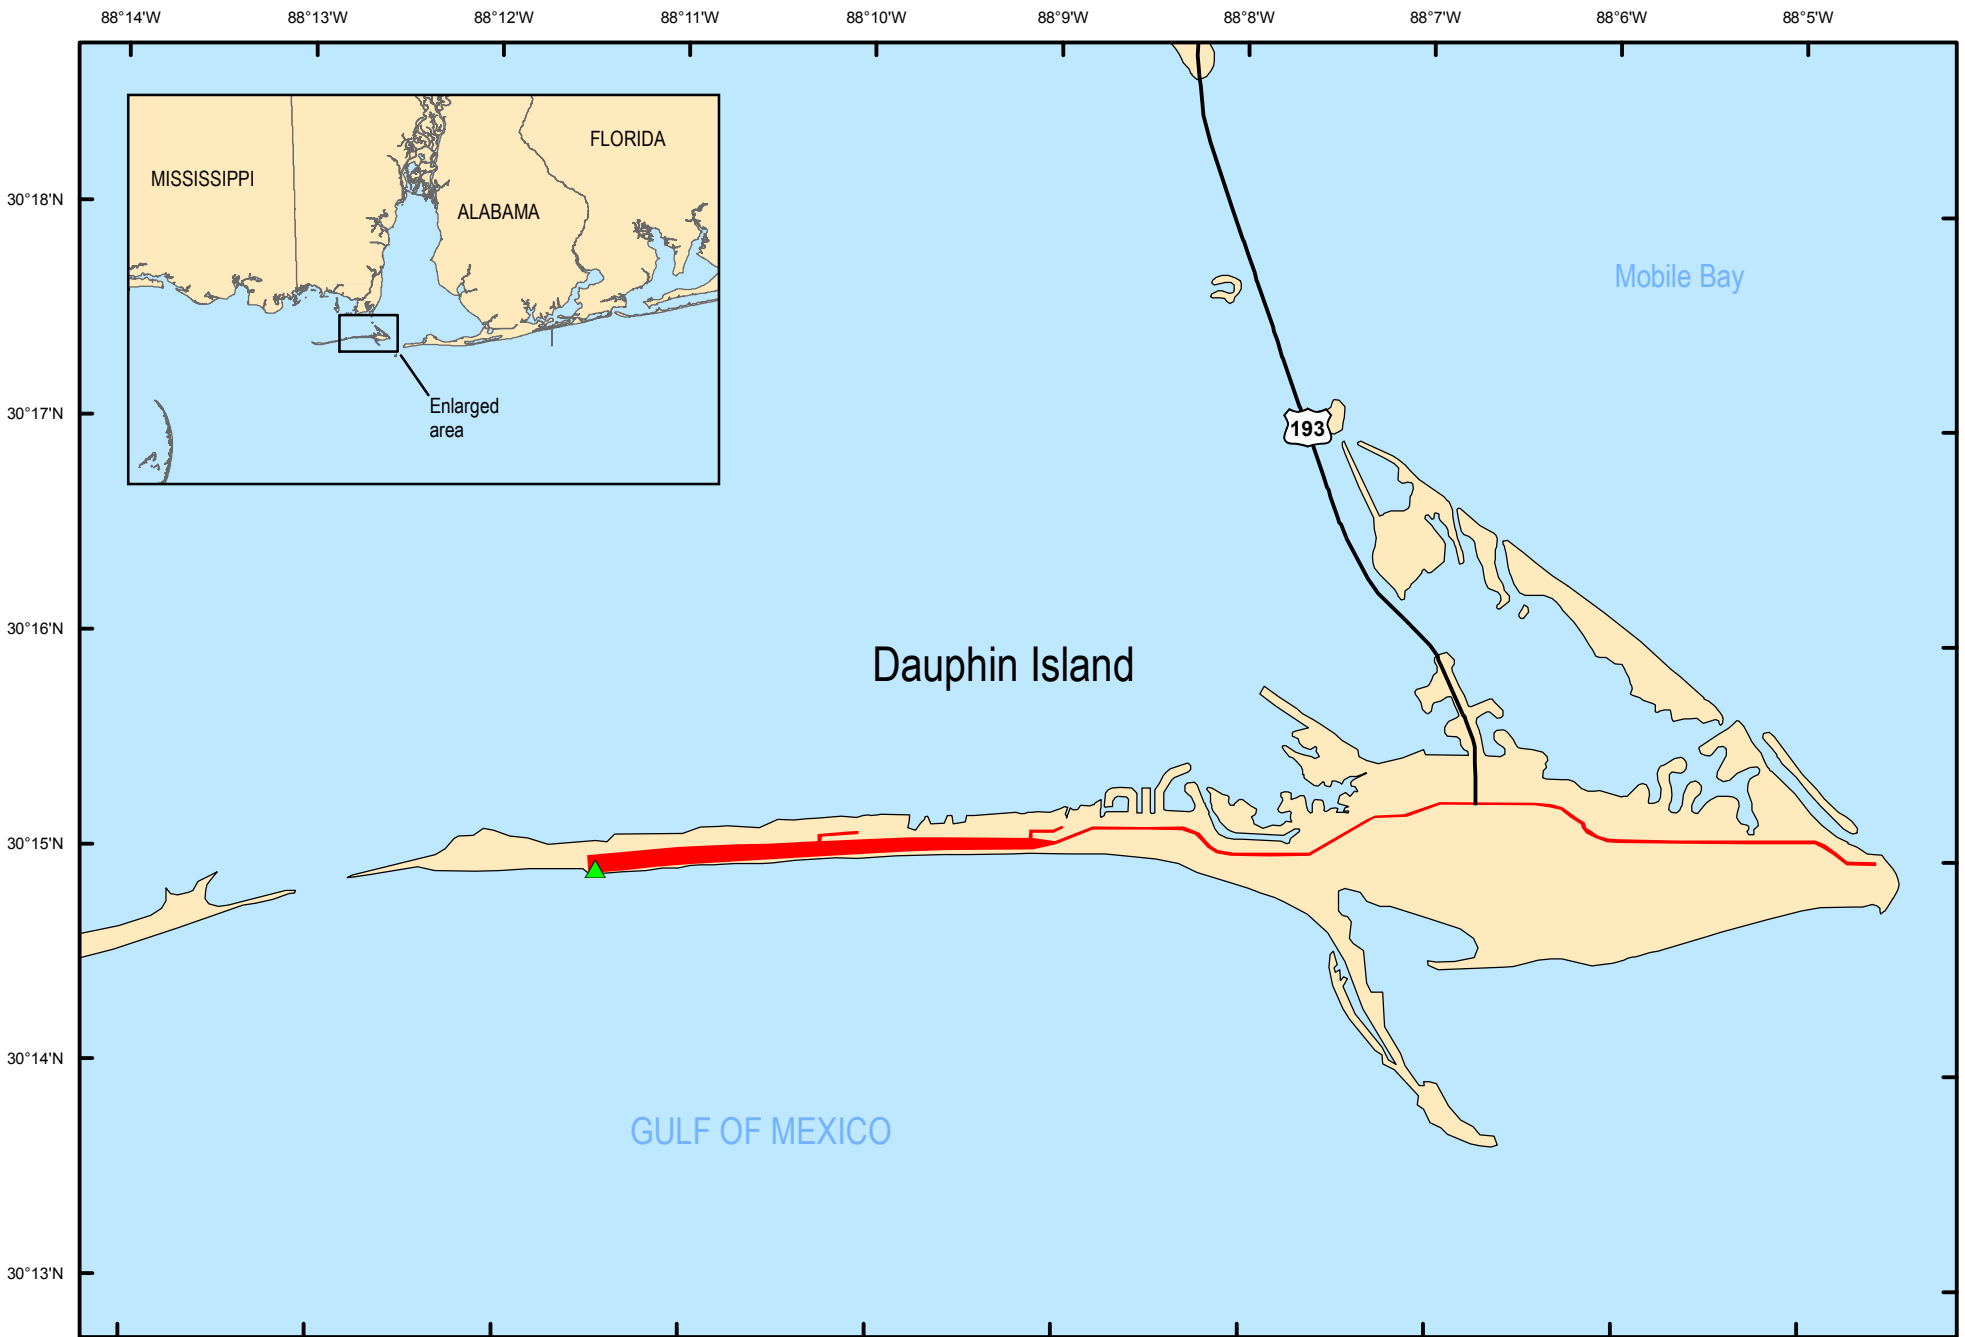 88°14'W
88°13'W
88°12'W
88°11'W
88°10'W
88°9'W
88°8'W
88°7'W
88°6'W
88°5'W
FLORIDA
MISSISSIPPI
ALABAMA
Enlarged
area
30°18'N
Mobile Bay
30°17'N
193
30°16'N
Dauphin Island
30°15'N
30°14'N
GULF OF MEXICO
30°13'N